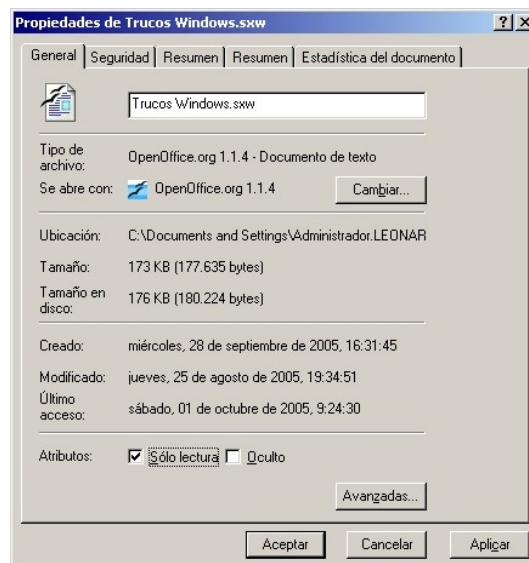 Propiedades de Trucos Windows.sxw
General Seguridad Resumen Resumen Estadística del documento
Trucos Windows.sxw
Tipo de archivo: OpenOffice.org 1.1.4 - Documento de texto
Se abre con: OpenOffice.org 1.1.4 Cambiar...
Ubicación: C:\Documents and Settings\Administrador.LEONAR
Tamaño: 173 KB (177.635 bytes)
Tamaño en disco: 176 KB (180.224 bytes)
Creado: miércoles, 28 de septiembre de 2005, 16:31:45
Modificado: jueves, 25 de agosto de 2005, 19:34:51
Último acceso: sábado, 01 de octubre de 2005, 9:24:30
Atributos: Sólo lectura Oculto
Avanzadas...
Aceptar Cancelar Aplicar